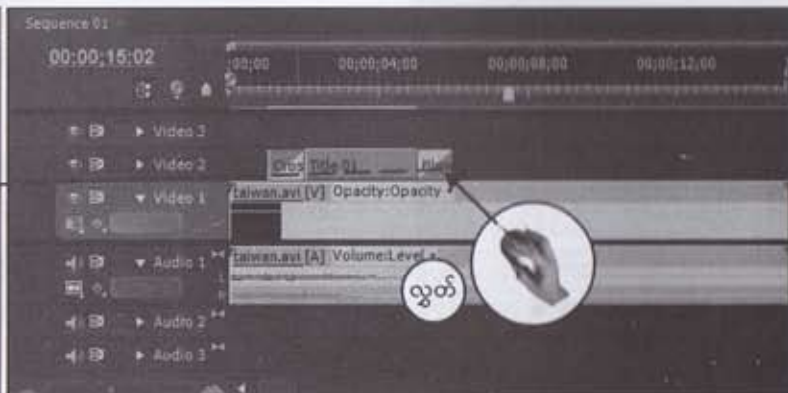 Sequence 01
00;00;15;02
;00;00 00;00;04;00 00;00;08;00 00;00;12;00
Video 3
Video 2
Cros Title 01
Video 1
taiwan.avi [V] Opacity:Opacity
Audio 1
taiwan.avi [A] Volume:Level
L
R
လွှတ်
Audio 2
Audio 3